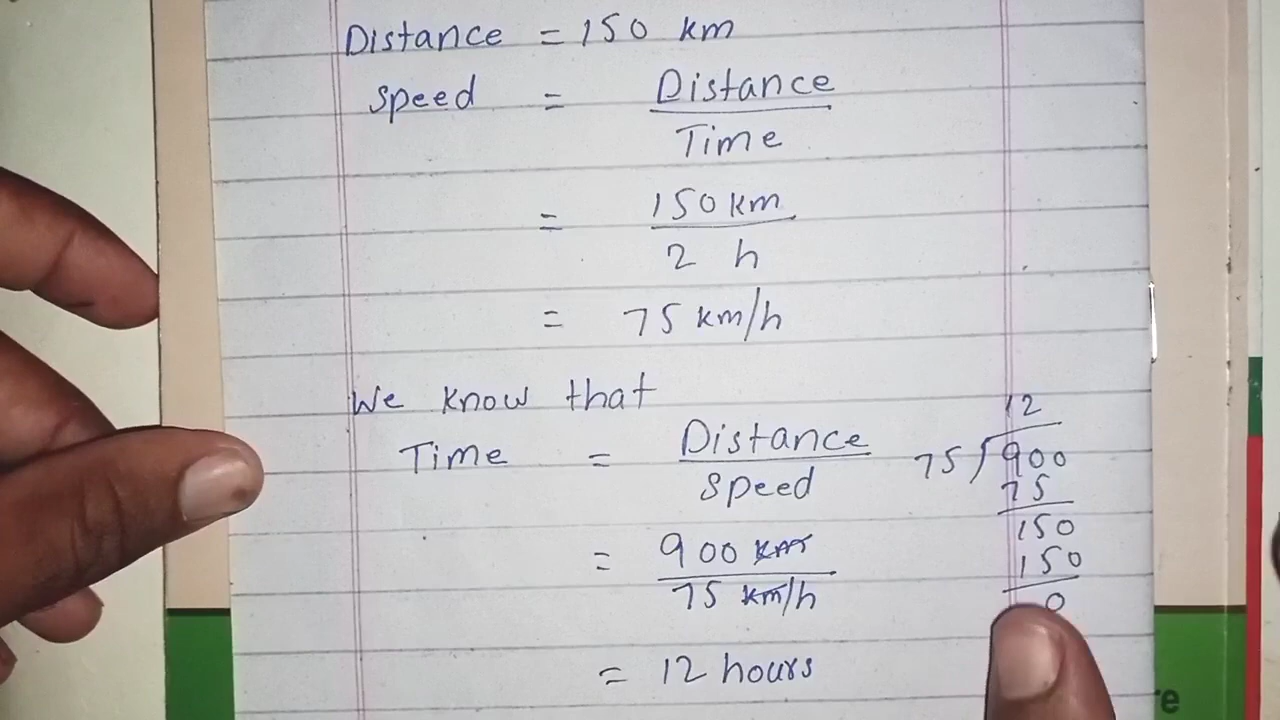 Distance = 150 km
Speed = Distance
Time
= 150 km
2 h
= 75 km/h
We know that
Time = Distance
Speed
= 900 km
75 km/h
= 12 hours
12
75 ) 900
75
150
150
0
re